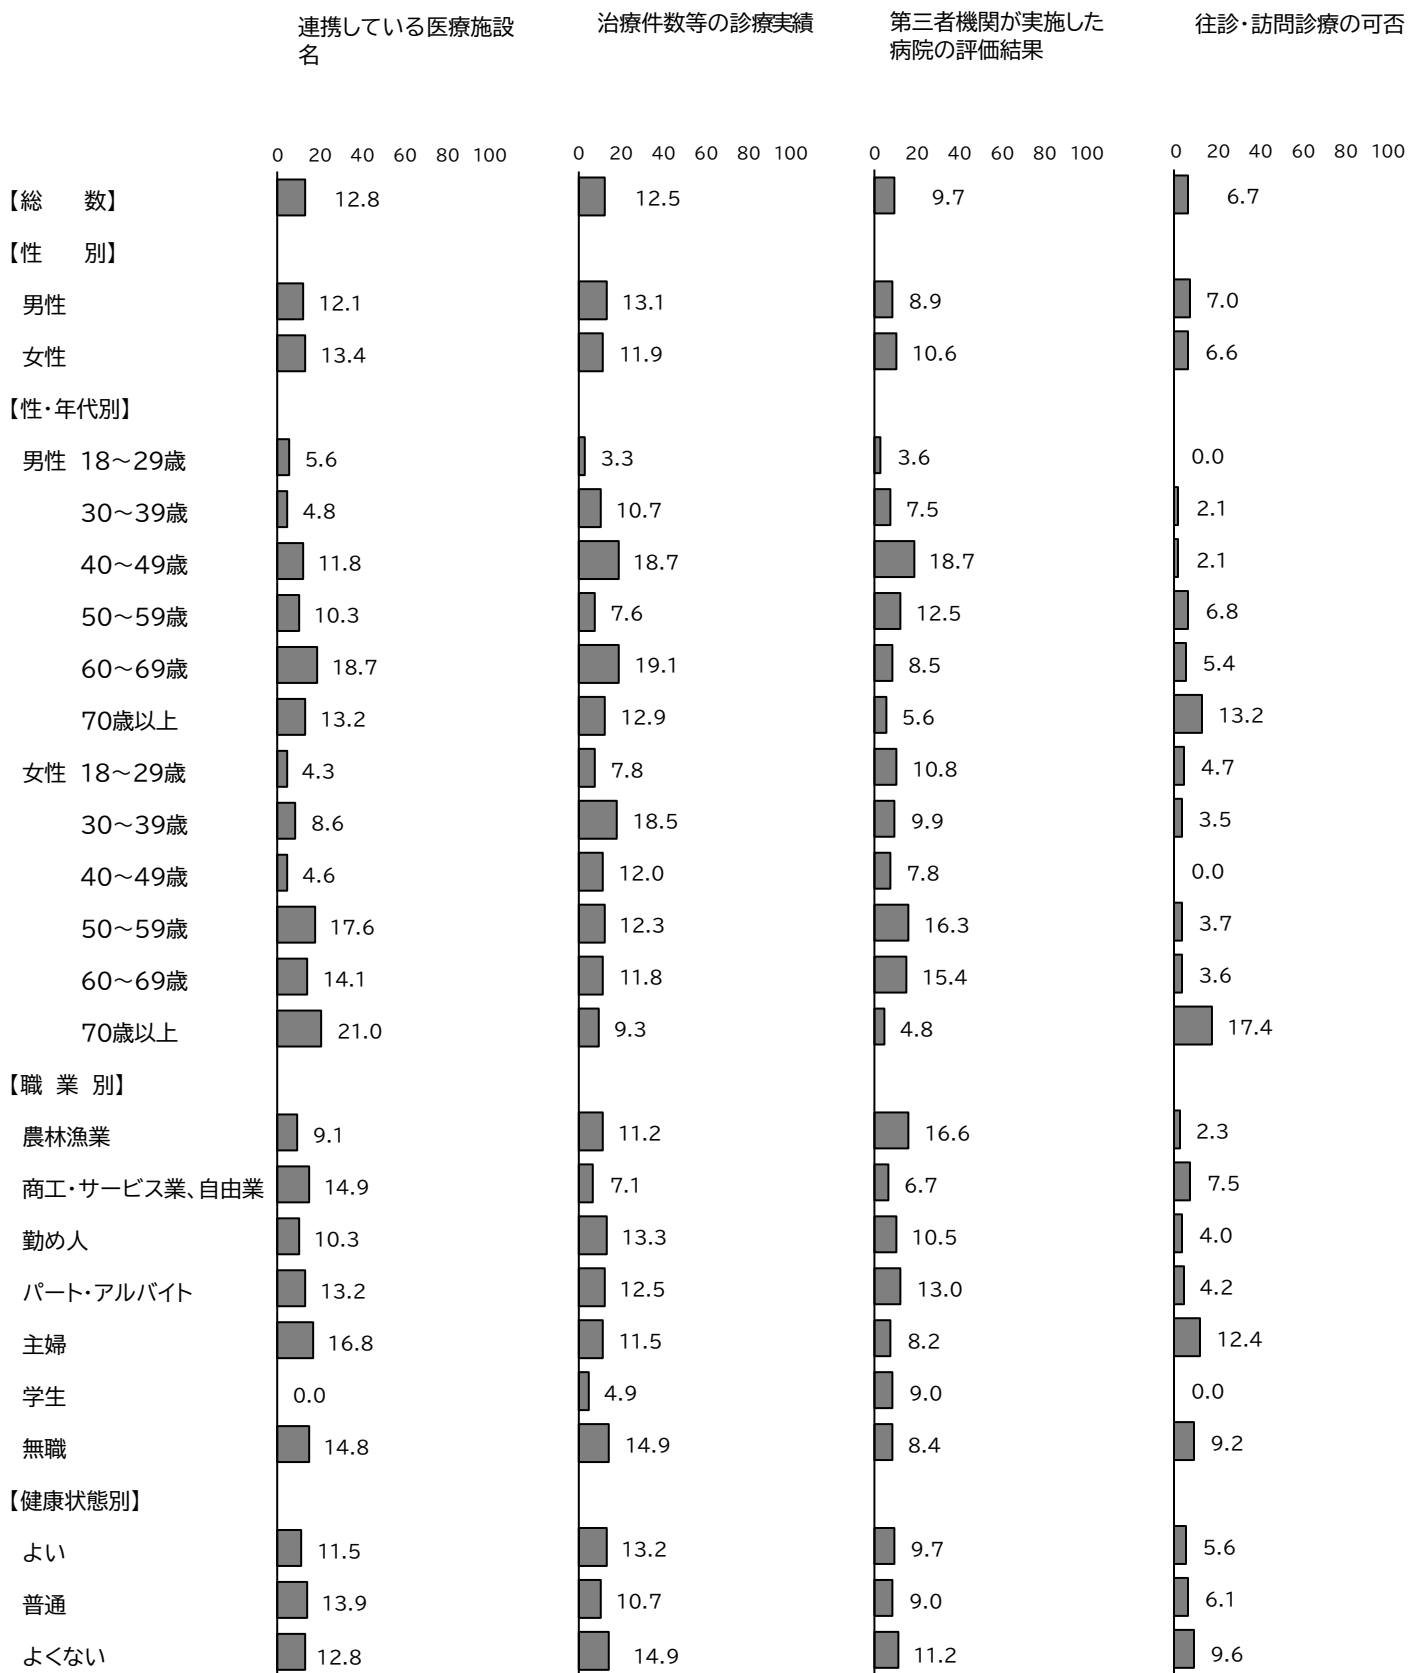 連携している医療施設
名
治療件数等の診療実績
第三者機関が実施した
病院の評価結果
往診・訪問診療の可否
0 20 40 60 80 100 0 20 40 60 80 100 0 20 40 60 80 100 0 20 40 60 80 100
【総　数】 12.8 12.5 9.7 6.7
【性　別】
男性 12.1 13.1 8.9 7.0
女性 13.4 11.9 10.6 6.6
【性・年代別】
男性 18～29歳 5.6 3.3 3.6 0.0
30～39歳 4.8 10.7 7.5 2.1
40～49歳 11.8 18.7 18.7 2.1
50～59歳 10.3 7.6 12.5 6.8
60～69歳 18.7 19.1 8.5 5.4
70歳以上 13.2 12.9 5.6 13.2
女性 18～29歳 4.3 7.8 10.8 4.7
30～39歳 8.6 18.5 9.9 3.5
40～49歳 4.6 12.0 7.8 0.0
50～59歳 17.6 12.3 16.3 3.7
60～69歳 14.1 11.8 15.4 3.6
70歳以上 21.0 9.3 4.8 17.4
【職 業 別】
農林漁業 9.1 11.2 16.6 2.3
商工・サービス業、自由業 14.9 7.1 6.7 7.5
勤め人 10.3 13.3 10.5 4.0
パート・アルバイト 13.2 12.5 13.0 4.2
主婦 16.8 11.5 8.2 12.4
学生 0.0 4.9 9.0 0.0
無職 14.8 14.9 8.4 9.2
【健康状態別】
よい 11.5 13.2 9.7 5.6
普通 13.9 10.7 9.0 6.1
よくない 12.8 14.9 11.2 9.6